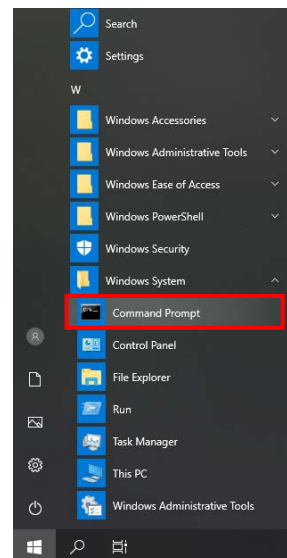 Search
Settings
W
Windows Accessories
Windows Administrative Tools
Windows Ease of Access
Windows PowerShell
Windows Security
Windows System
Command Prompt
Control Panel
File Explorer
Run
Task Manager
This PC
Windows Administrative Tools